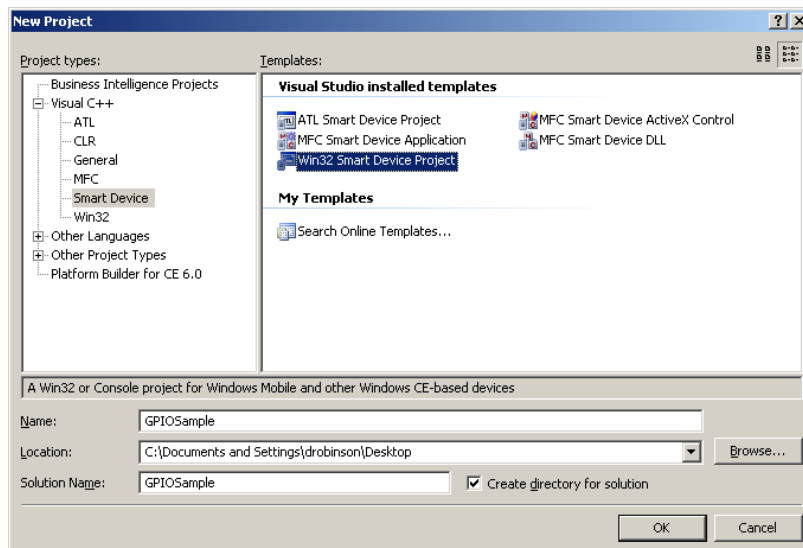 New Project
Project types:
Templates:
Business Intelligence Projects
Visual C++
ATL
CLR
General
MFC
Smart Device
Win32
Other Languages
Other Project Types
Platform Builder for CE 6.0
Visual Studio installed templates
ATL Smart Device Project
MFC Smart Device ActiveX Control
MFC Smart Device Application
MFC Smart Device DLL
Win32 Smart Device Project
My Templates
Search Online Templates...
A Win32 or Console project for Windows Mobile and other Windows CE-based devices
Name:
GPIOSample
Location:
C:\Documents and Settings\drobinson\Desktop
Browse...
Solution Name:
GPIOSample
Create directory for solution
OK
Cancel